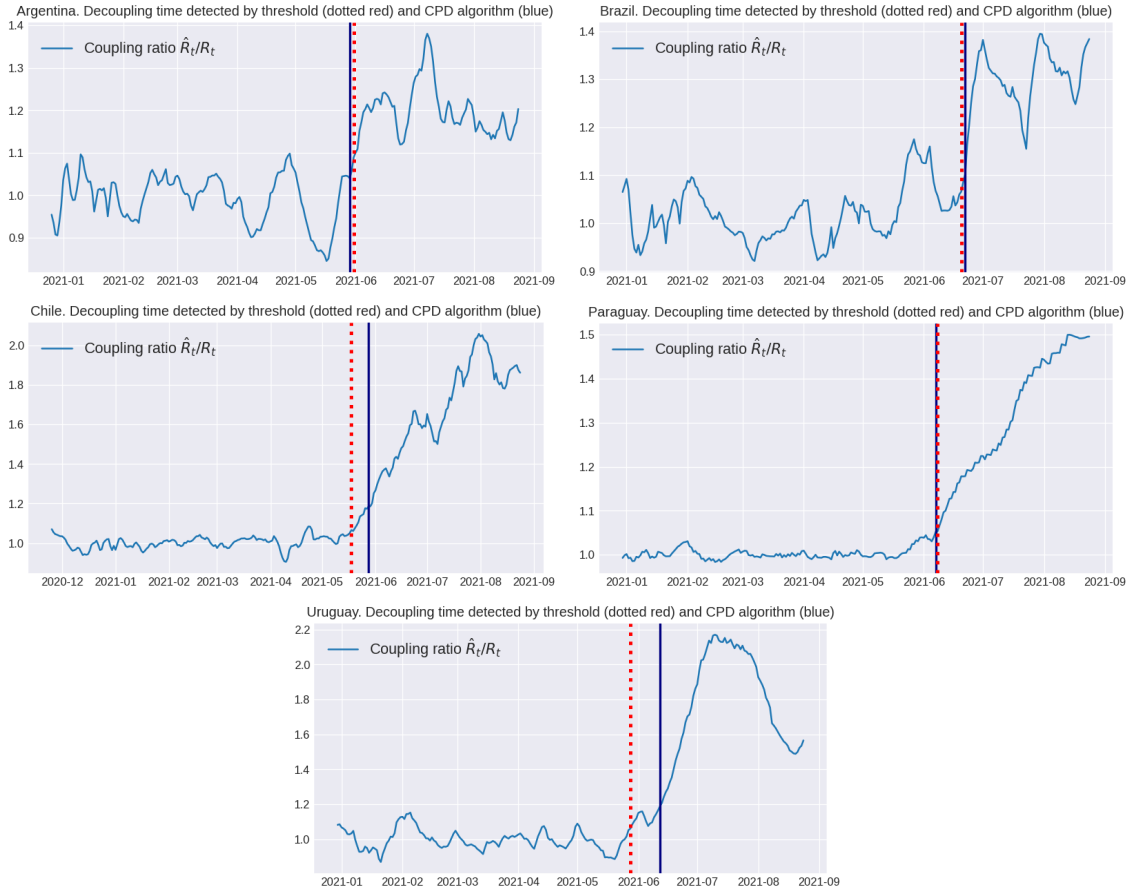 Argentina. Decoupling time detected by threshold (dotted red) and CPD algorithm (blue)
Coupling ratio R̂_t/R_t
1.4
1.3
1.2
1.1
1.0
0.9
2021-01 2021-02 2021-03 2021-04 2021-05 2021-06 2021-07 2021-08 2021-09
Brazil. Decoupling time detected by threshold (dotted red) and CPD algorithm (blue)
Coupling ratio R̂_t/R_t
1.4
1.3
1.2
1.1
1.0
0.9
2021-01 2021-02 2021-03 2021-04 2021-05 2021-06 2021-07 2021-08 2021-09
Chile. Decoupling time detected by threshold (dotted red) and CPD algorithm (blue)
Coupling ratio R̂_t/R_t
2.0
1.8
1.6
1.4
1.2
1.0
2020-12 2021-01 2021-02 2021-03 2021-04 2021-05 2021-06 2021-07 2021-08 2021-09
Paraguay. Decoupling time detected by threshold (dotted red) and CPD algorithm (blue)
Coupling ratio R̂_t/R_t
1.5
1.4
1.3
1.2
1.1
1.0
2021-01 2021-02 2021-03 2021-04 2021-05 2021-06 2021-07 2021-08 2021-09
Uruguay. Decoupling time detected by threshold (dotted red) and CPD algorithm (blue)
Coupling ratio R̂_t/R_t
2.2
2.0
1.8
1.6
1.4
1.2
1.0
2021-01 2021-02 2021-03 2021-04 2021-05 2021-06 2021-07 2021-08 2021-09